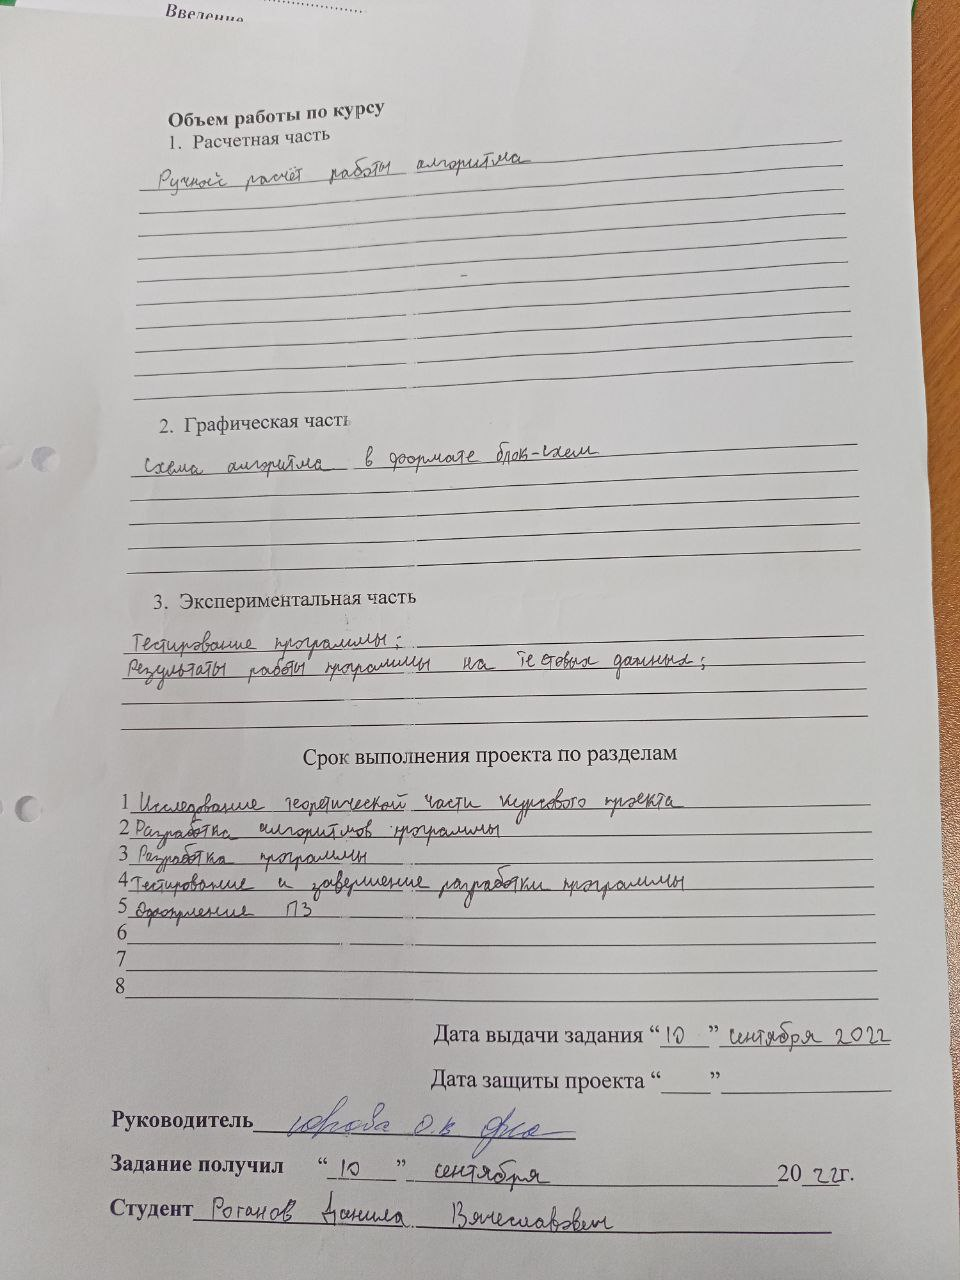 Введение
Объем работы по курсу
1. Расчетная часть
Ручной расчёт работы алгоритма
2. Графическая часть
Схема алгоритма в формате блок-схем
3. Экспериментальная часть
Тестирование программы;
Результаты работы программы на тестовых данных;
Срок выполнения проекта по разделам
1 Исследование теоретической части курсового проекта
2 Разработка алгоритмов программы
3 Разработка программы
4 Тестирование и завершение разработки программы
5 Оформление ПЗ
6
7
8
Дата выдачи задания “10” сентября 2022
Дата защиты проекта “ ”
Руководитель Юрова О.В
Задание получил “10” сентября 2022г.
Студент Роганов Данила Вячеславович